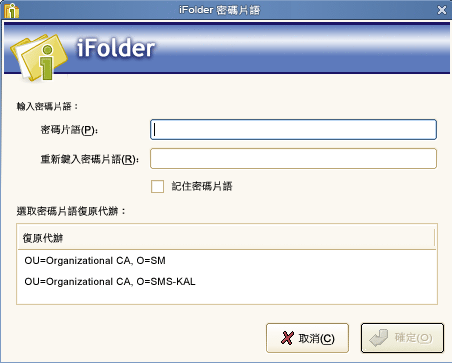 iFolder 密碼片語
iFolder
輸入密碼片語：
密碼片語(P)：
重新鍵入密碼片語(R)：
記住密碼片語
選取密碼片語復原代辦：
復原代辦
OU=Organizational CA, O=SM
OU=Organizational CA, O=SMS-KAL
取消(C)
確定(O)